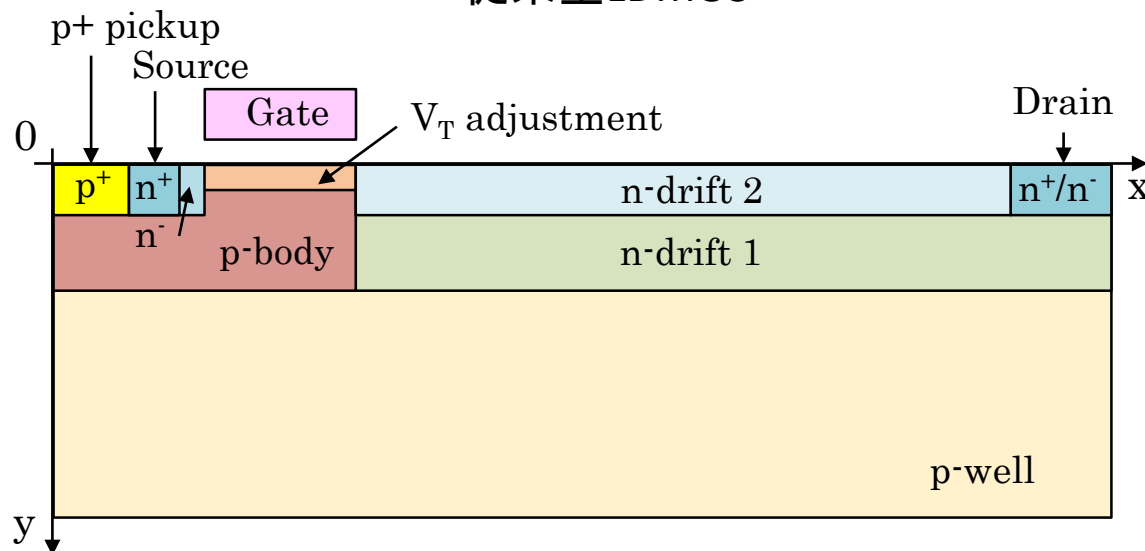 p+ pickup
Source
Gate
V_T adjustment
Drain
0
p⁺
n⁺
n-drift 2
n⁺/n⁻
x
n⁻
p-body
n-drift 1
p-well
y